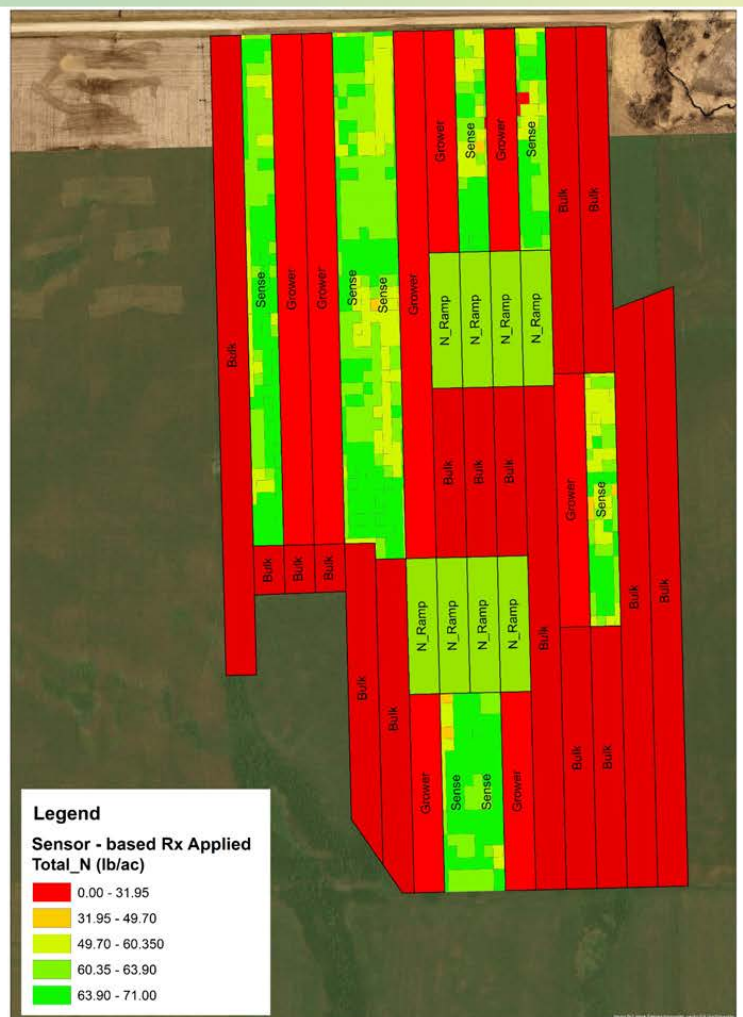 Bulk
Sense
Grower
Grower
Sense
Sense
Grower
Grower
Sense
Grower
Sense
Bulk
Bulk
N_Ramp
N_Ramp
N_Ramp
N_Ramp
Bulk
Bulk
Bulk
Grower
Sense
Bulk
Bulk
Bulk
Bulk
Bulk
Bulk
N_Ramp
N_Ramp
N_Ramp
N_Ramp
Bulk
Bulk
Bulk
Grower
Sense
Sense
Grower
Bulk
Bulk
Legend
Sensor - based Rx Applied
Total_N (lb/ac)
0.00 - 31.95
31.95 - 49.70
49.70 - 60.350
60.35 - 63.90
63.90 - 71.00